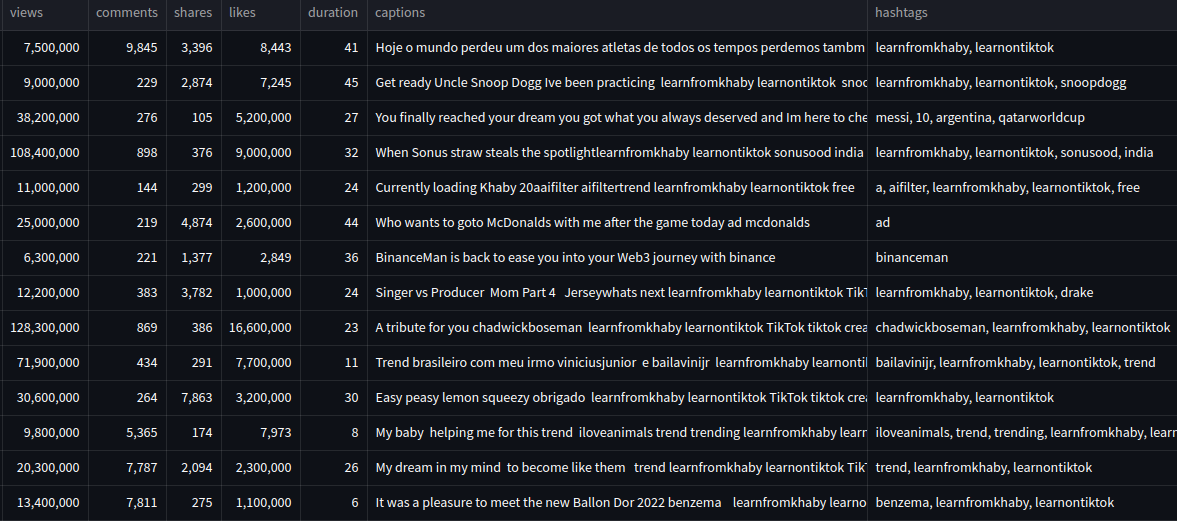 views comments shares likes duration captions hashtags
7,500,000 9,845 3,396 8,443 41 Hoje o mundo perdeu um dos maiores atletas de todos os tempos perdemos tambm learnfromkhaby, learnontiktok
9,000,000 229 2,874 7,245 45 Get ready Uncle Snoop Dogg Ive been practicing learnfromkhaby learnontiktok snoo learnfromkhaby, learnontiktok, snoopdogg
38,200,000 276 105 5,200,000 27 You finally reached your dream you got what you always deserved and Im here to che messi, 10, argentina, qatarworldcup
108,400,000 898 376 9,000,000 32 When Sonus straw steals the spotlightlearnfromkhaby learnontiktok sonusood india learnfromkhaby, learnontiktok, sonusood, india
11,000,000 144 299 1,200,000 24 Currently loading Khaby 20aaifilter aifiltertrend learnfromkhaby learnontiktok free a, aifilter, learnfromkhaby, learnontiktok, free
25,000,000 219 4,874 2,600,000 44 Who wants to goto McDonalds with me after the game today ad mcdonalds ad
6,300,000 221 1,377 2,849 36 BinanceMan is back to ease you into your Web3 journey with binance binanceman
12,200,000 383 3,782 1,000,000 24 Singer vs Producer Mom Part 4 Jerseywhats next learnfromkhaby learnontiktok TikT learnfromkhaby, learnontiktok, drake
128,300,000 869 386 16,600,000 23 A tribute for you chadwickboseman learnfromkhaby learnontiktok TikTok tiktok crea chadwickboseman, learnfromkhaby, learnontiktok
71,900,000 434 291 7,700,000 11 Trend brasileiro com meu irmo viniciusjunior e bailavinijr learnfromkhaby learnontil bailavinijr, learnfromkhaby, learnontiktok, trend
30,600,000 264 7,863 3,200,000 30 Easy peasy lemon squeezy obrigado learnfromkhaby learnontiktok TikTok tiktok crea learnfromkhaby, learnontiktok
9,800,000 5,365 174 7,973 8 My baby helping me for this trend iloveanimals trend trending learnfromkhaby learr iloveanimals, trend, trending, learnfromkhaby, lear
20,300,000 7,787 2,094 2,300,000 26 My dream in my mind to become like them trend learnfromkhaby learnontiktok TikT trend, learnfromkhaby, learnontiktok
13,400,000 7,811 275 1,100,000 6 It was a pleasure to meet the new Ballon Dor 2022 benzema learnfromkhaby learno benzema, learnfromkhaby, learnontiktok